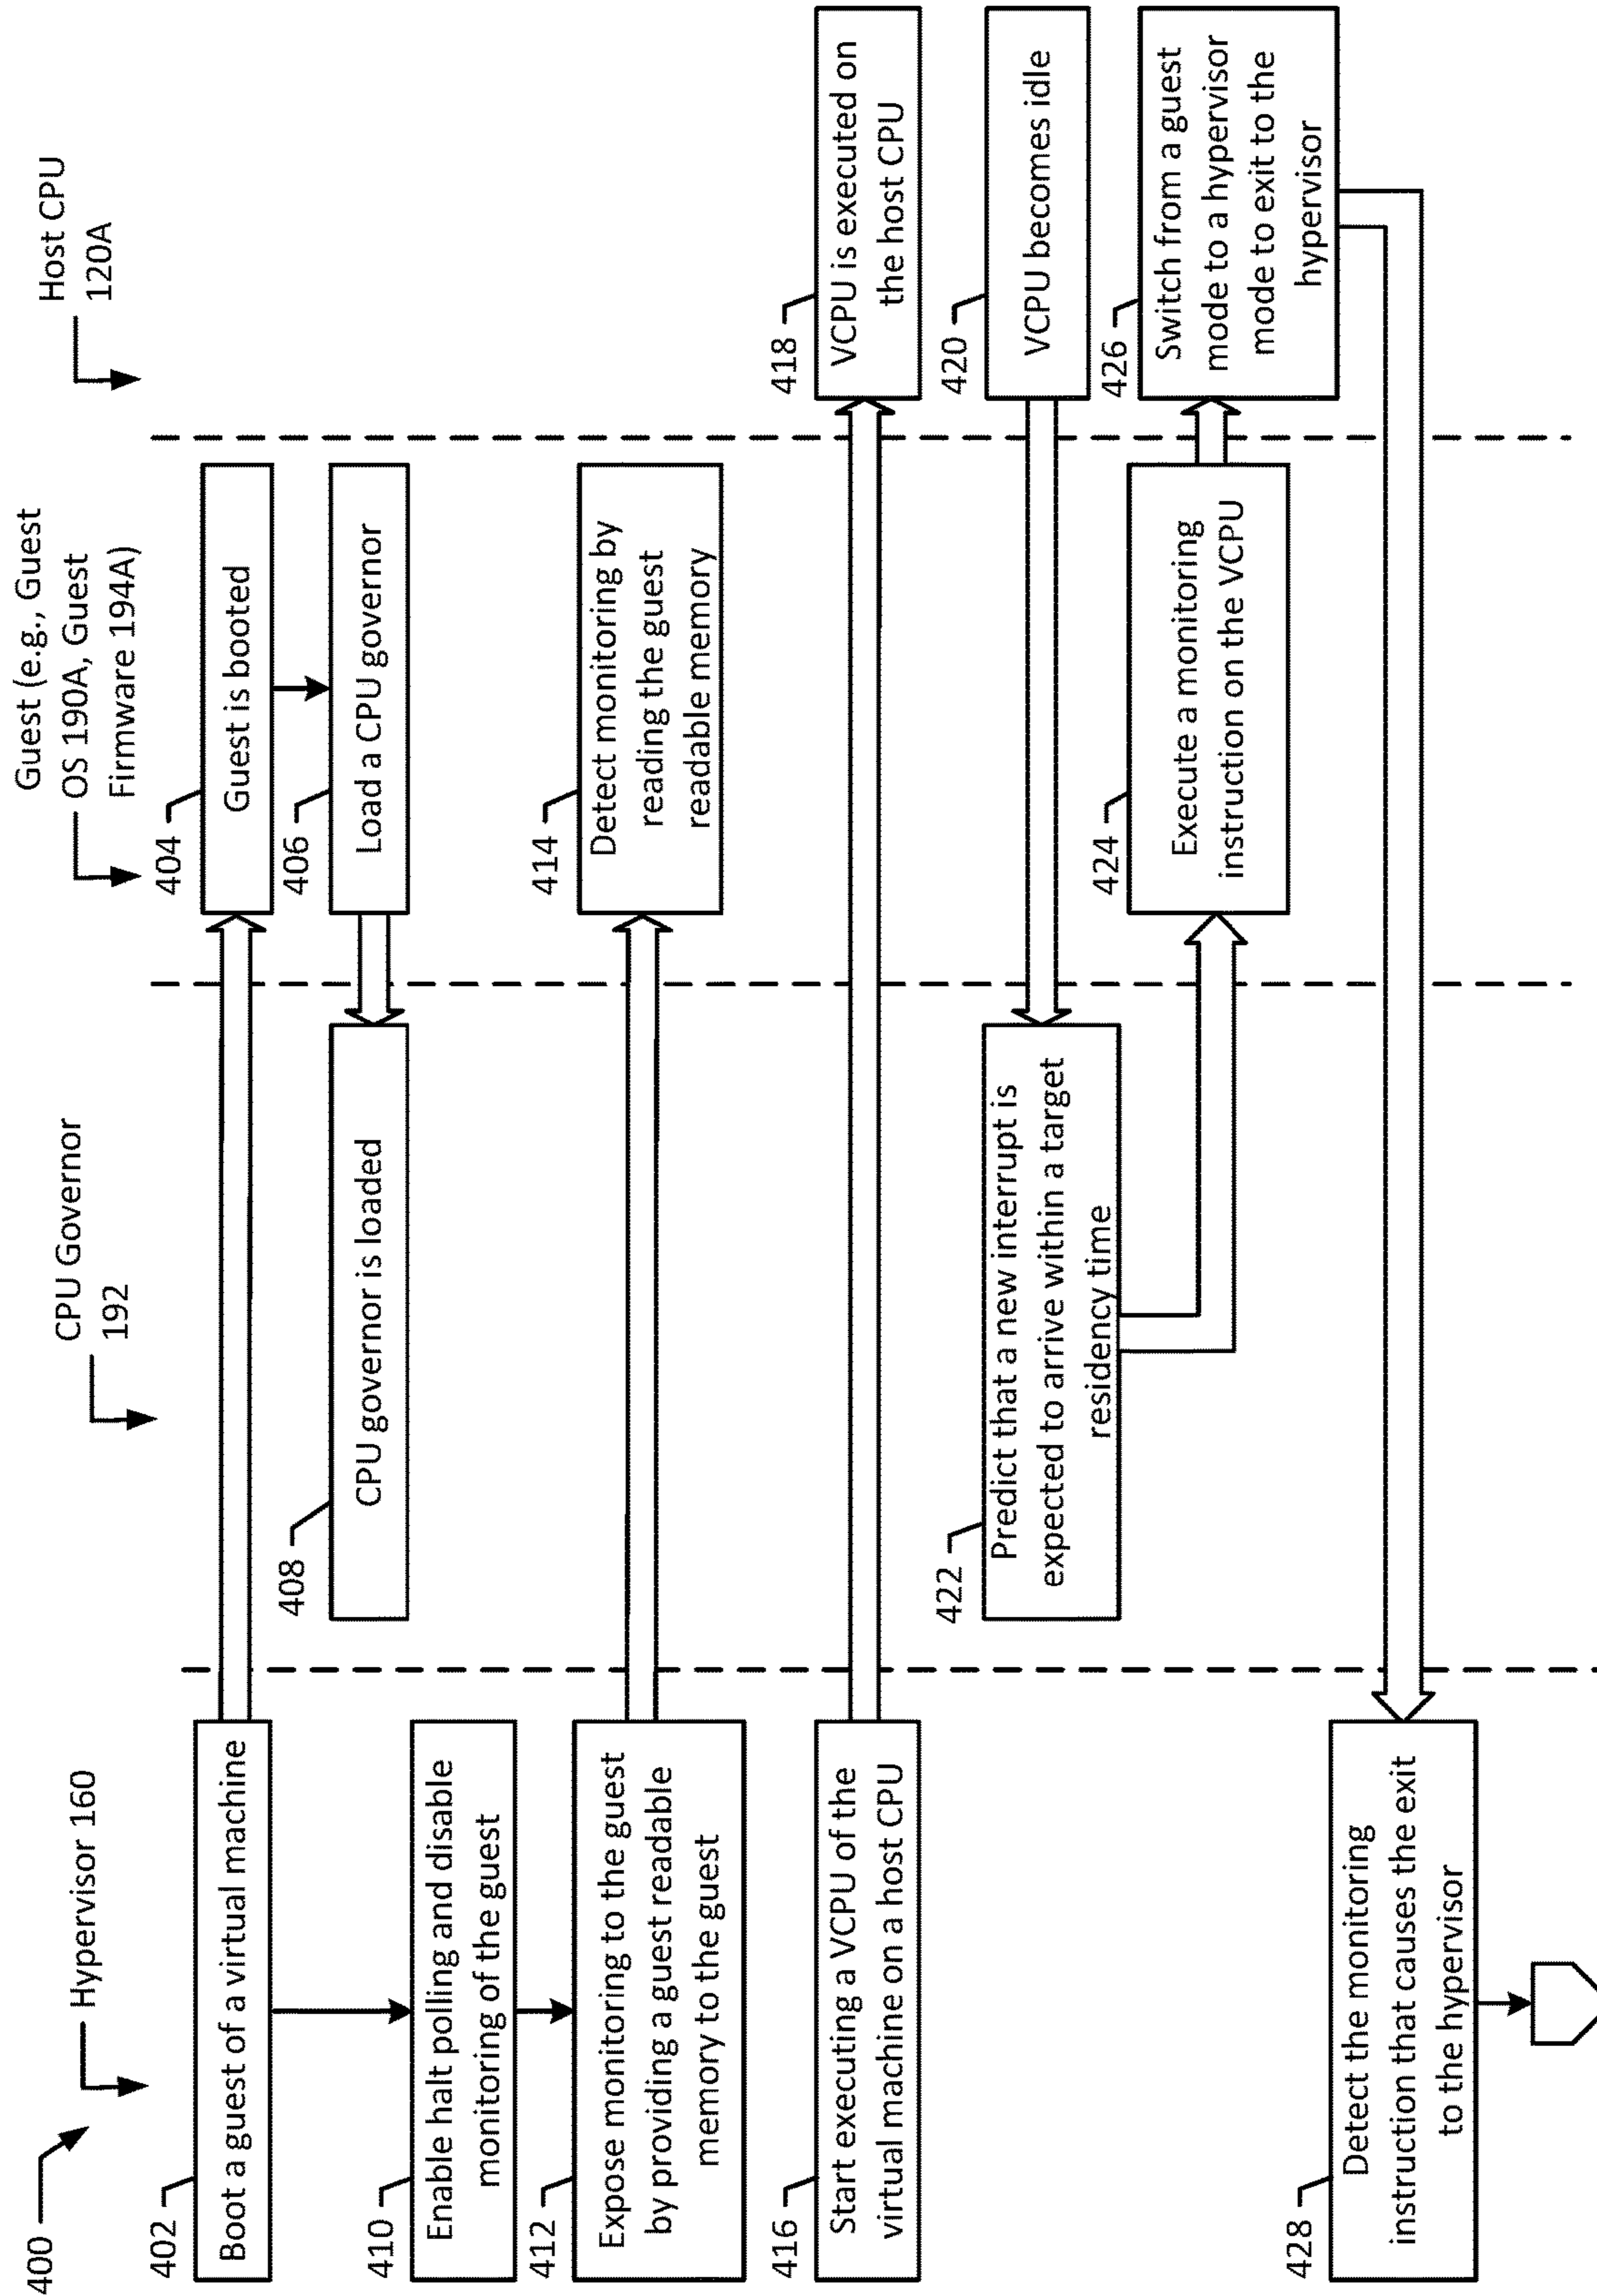 400
Hypervisor 160
CPU Governor
192
Guest (e.g., Guest
OS 190A, Guest
Firmware 194A)
Host CPU
120A
402
Boot a guest of a virtual machine
404
Guest is booted
406
Load a CPU governor
408
CPU governor is loaded
410
Enable halt polling and disable
monitoring of the guest
412
Expose monitoring to the guest
by providing a guest readable
memory to the guest
414
Detect monitoring by
reading the guest
readable memory
416
Start executing a VCPU of the
virtual machine on a host CPU
418
VCPU is executed on
the host CPU
420
VCPU becomes idle
422
Predict that a new interrupt is
expected to arrive within a target
residency time
424
Execute a monitoring
instruction on the VCPU
426
Switch from a guest
mode to a hypervisor
mode to exit to the
hypervisor
428
Detect the monitoring
instruction that causes the exit
to the hypervisor